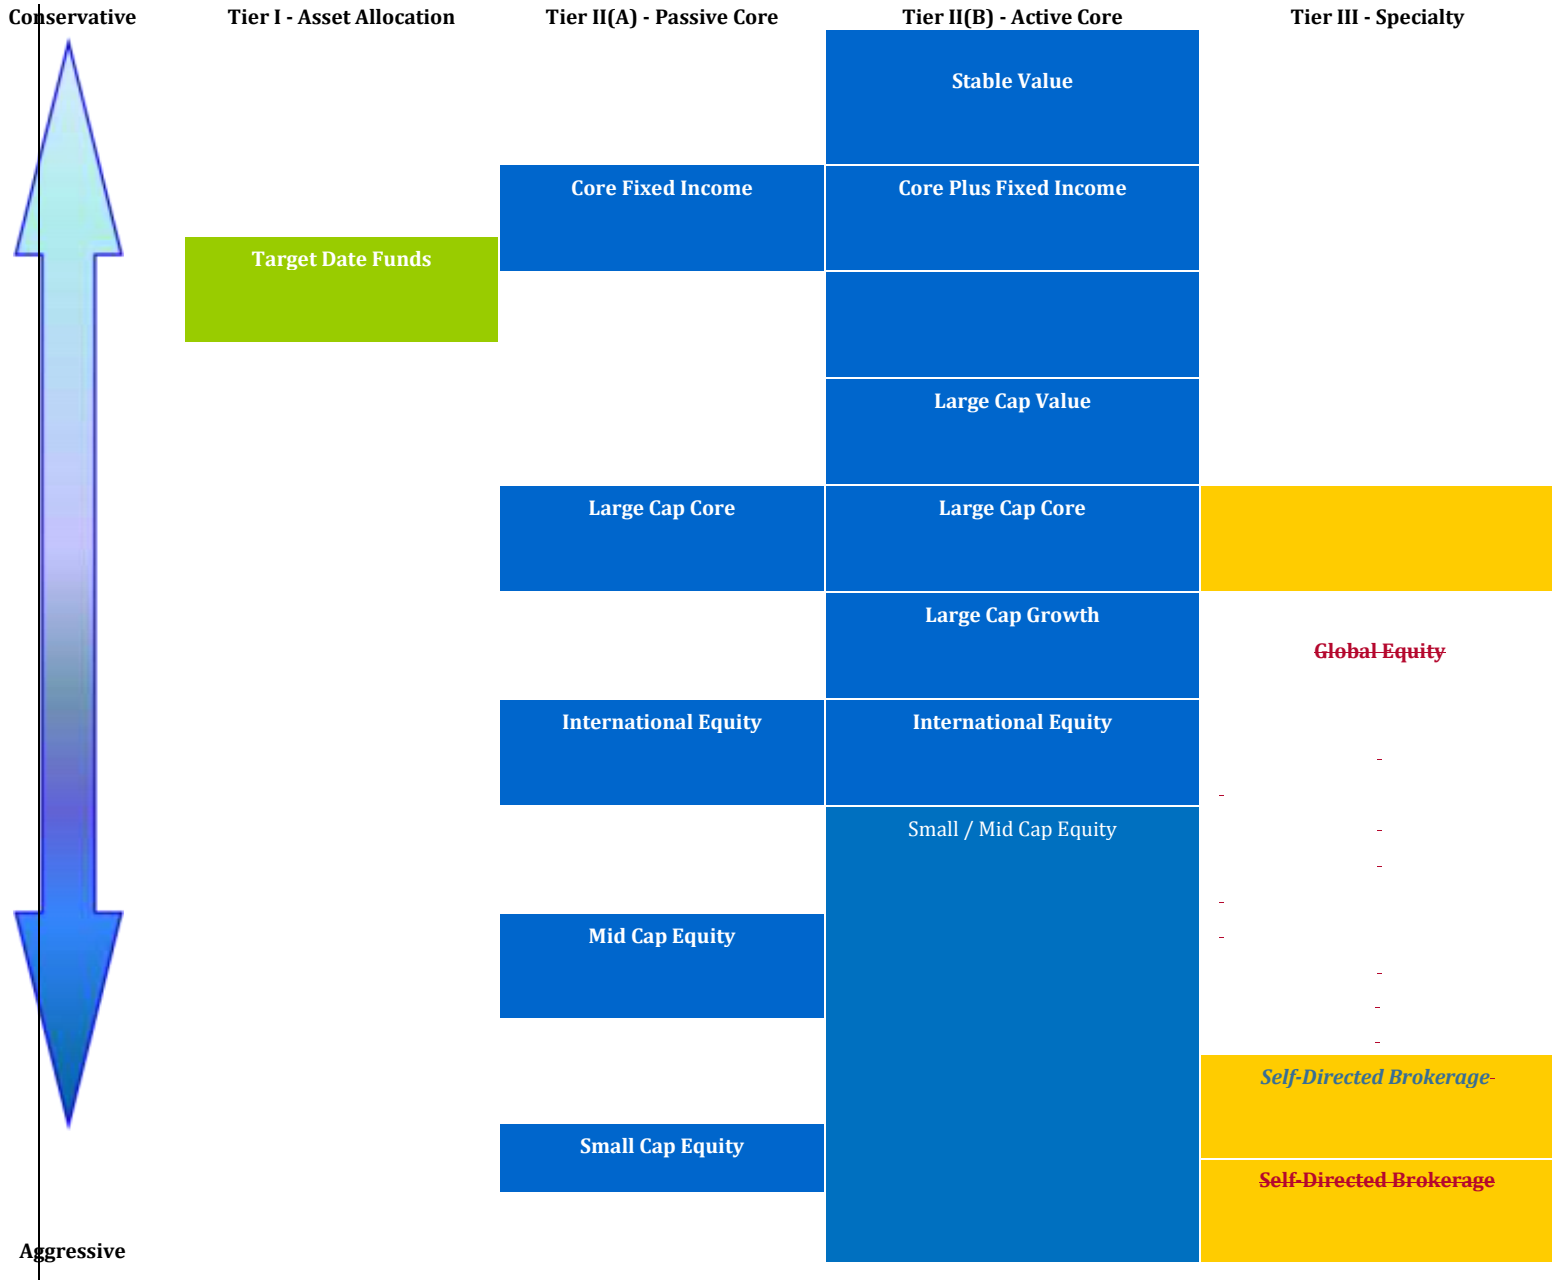 Conservative
Tier I - Asset Allocation
Tier II(A) - Passive Core
Tier II(B) - Active Core
Tier III - Specialty
Stable Value
Core Fixed Income
Core Plus Fixed Income
Target Date Funds
Large Cap Value
Large Cap Core
Large Cap Core
Large Cap Growth
Global Equity
International Equity
International Equity
Small / Mid Cap Equity
Mid Cap Equity
Self-Directed Brokerage
Small Cap Equity
Self-Directed Brokerage
Aggressive